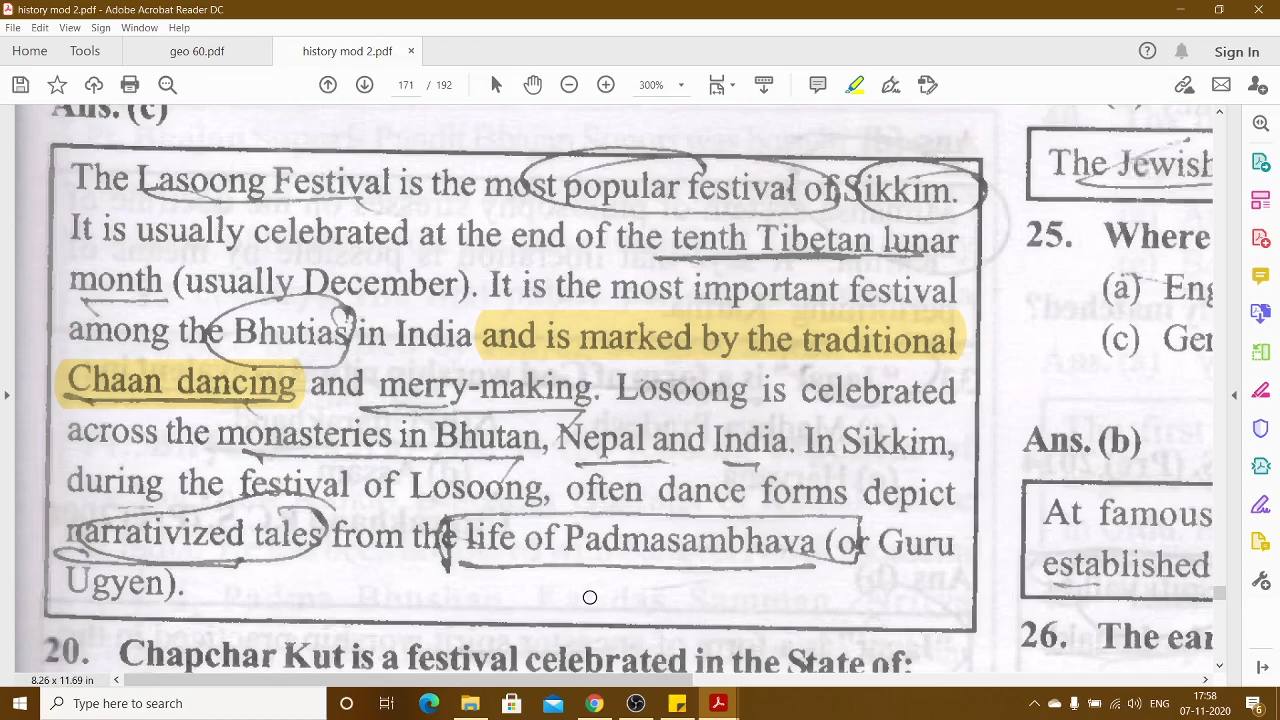 history mod 2.pdf - Adobe Acrobat Reader DC
File Edit View Sign Window Help
Home Tools geo 60.pdf history mod 2.pdf × Sign In
171 / 192 300%
Ans. (c)
The Lasoong Festival is the most popular festival of Sikkim.
It is usually celebrated at the end of the tenth Tibetan lunar
month (usually December). It is the most important festival
among the Bhutias in India and is marked by the traditional
Chaan dancing and merry-making. Losoong is celebrated
across the monasteries in Bhutan, Nepal and India. In Sikkim,
during the festival of Losoong, often dance forms depict
narrativized tales from the life of Padmasambhava (or Guru
Ugyen).
20. Chapchar Kut is a festival celebrated in the State of:
The Jewish
25. Where
(a) Eng
(c) Ger
Ans. (b)
At famous
established
26. The ear
8.26 x 11.69 in
Type here to search
17:58
07-11-2020
6